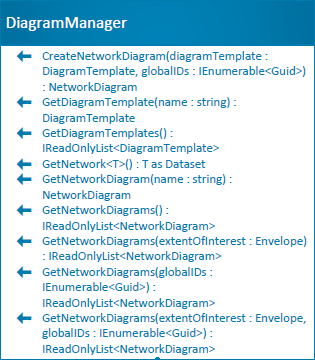 DiagramManager
CreateNetworkDiagram(diagramTemplate :
DiagramTemplate, globalIDs : IEnumerable<Guid>)
: NetworkDiagram
GetDiagramTemplate(name : string) :
DiagramTemplate
GetDiagramTemplates() :
IReadOnlyList<DiagramTemplate>
GetNetwork<T>() : T as Dataset
GetNetworkDiagram(name : string) :
NetworkDiagram
GetNetworkDiagrams() :
IReadOnlyList<NetworkDiagram>
GetNetworkDiagrams(extentOfInterest : Envelope)
: IReadOnlyList<NetworkDiagram>
GetNetworkDiagrams(globalIDs :
IEnumerable<Guid>) :
IReadOnlyList<NetworkDiagram>
GetNetworkDiagrams(extentOfInterest : Envelope,
globalIDs : IEnumerable<Guid>) :
IReadOnlyList<NetworkDiagram>